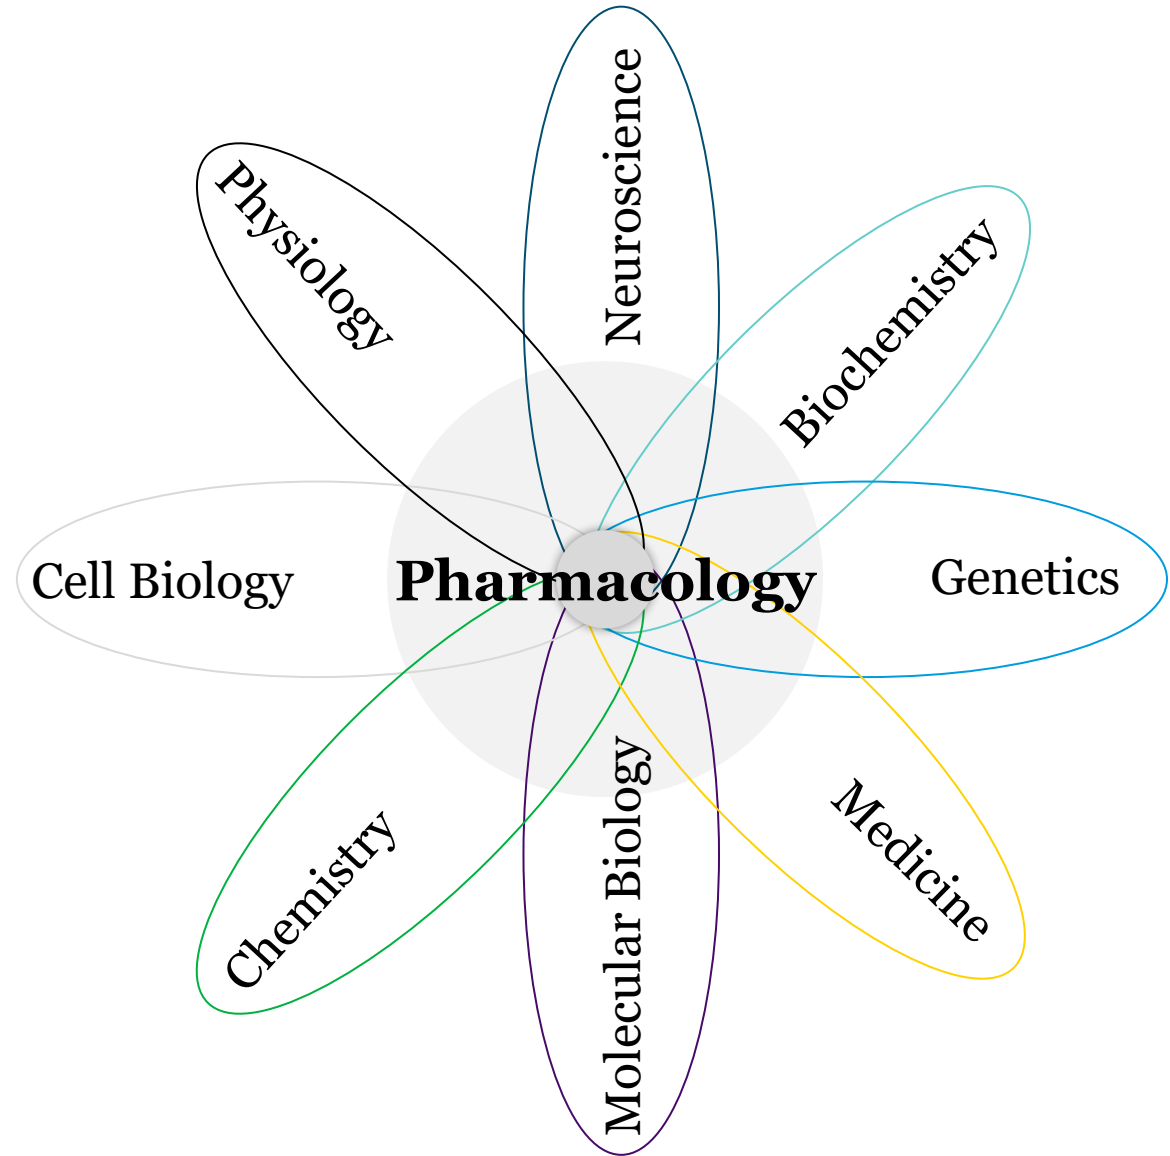 Neuroscience
Physiology
Biochemistry
Cell Biology
Pharmacology
Genetics
Chemistry
Molecular Biology
Medicine